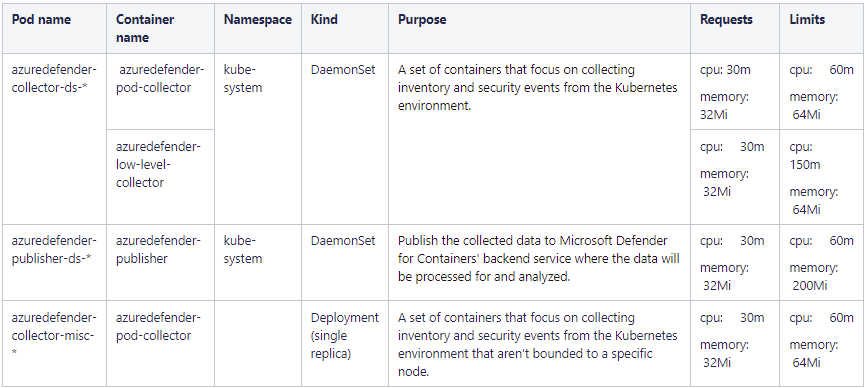 Pod name
Container
name
Namespace
Kind
Purpose
Requests
Limits
azuredefender-
collector-ds-*
azuredefender-
pod-collector
kube-
system
DaemonSet
A set of containers that focus on collecting
inventory and security events from the Kubernetes
environment.
cpu: 30m
memory:
32Mi
cpu: 60m
memory:
64Mi
azuredefender-
low-level-
collector
cpu: 30m
memory:
32Mi
cpu:
150m
memory:
64Mi
azuredefender-
publisher-ds-*
azuredefender-
publisher
kube-
system
DaemonSet
Publish the collected data to Microsoft Defender
for Containers' backend service where the data will
be processed for and analyzed.
cpu: 30m
memory:
32Mi
cpu: 60m
memory:
200Mi
azuredefender-
collector-misc-
*
azuredefender-
pod-collector
Deployment
(single
replica)
A set of containers that focus on collecting
inventory and security events from the Kubernetes
environment that aren't bounded to a specific
node.
cpu: 30m
memory:
32Mi
cpu: 60m
memory:
64Mi